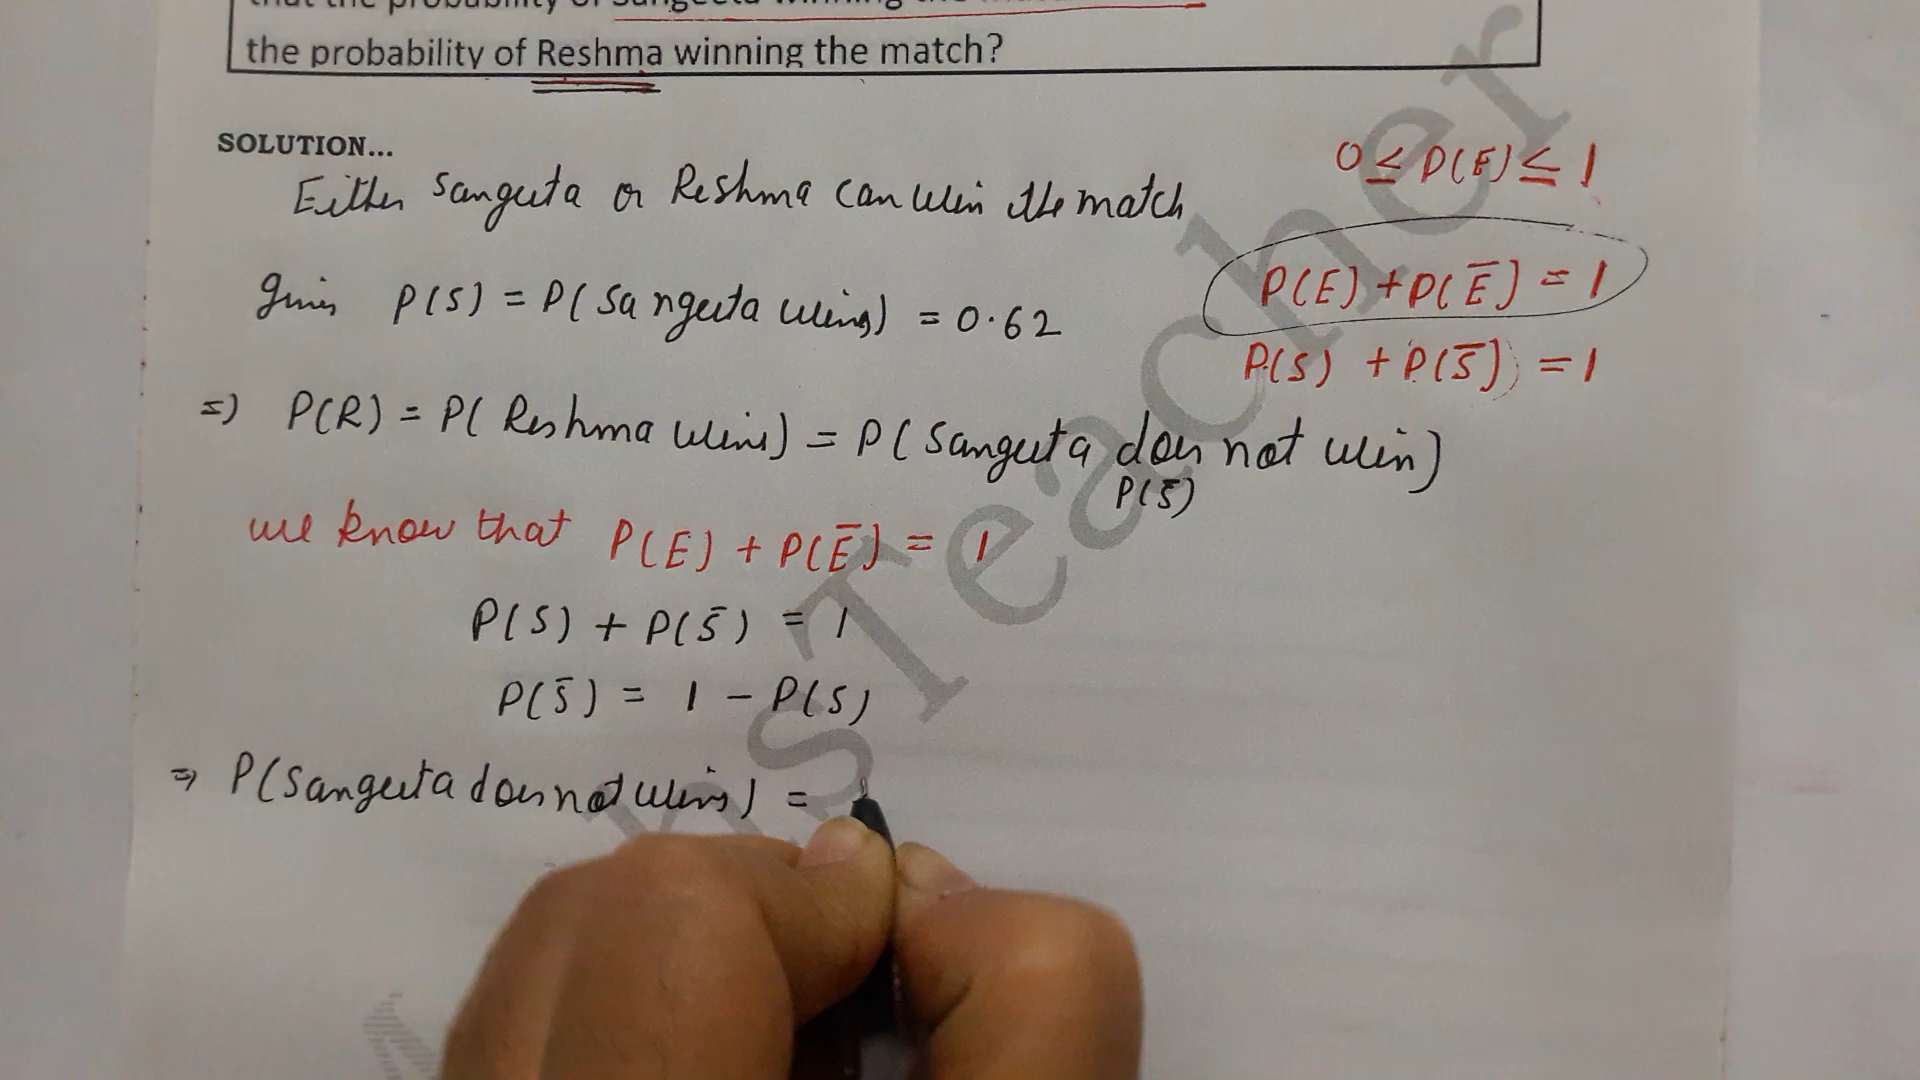 the probability of Reshma winning the match?
SOLUTION...
Either Sangeeta or Reshma can win the match
0 ≤ P(E) ≤ 1
P(E) + P(E̅) = 1
given P(S) = P(Sangeeta wins) = 0.62
P(S) + P(S̅) = 1
=> P(R) = P(Reshma wins) = P(Sangeeta does not win)
P(S̅)
we know that P(E) + P(E̅) = 1
P(S) + P(S̅) = 1
P(S̅) = 1 - P(S)
=> P(Sangeeta does not wins) =
Teacher